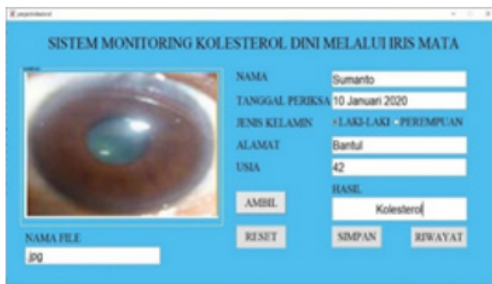 SISTEM MONITORING KOLESTEROL DINI MELALUI IRIS MATA
NAMA
Sumanto
TANGGAL PERIKSA
10 Januari 2020
JENIS KELAMIN
LAKI-LAKI
PEREMPUAN
ALAMAT
Bantul
USIA
42
HASIL
Kolesterol
AMBIL
RESET
SIMPAN
RIWAYAT
NAMA FILE
.jpg